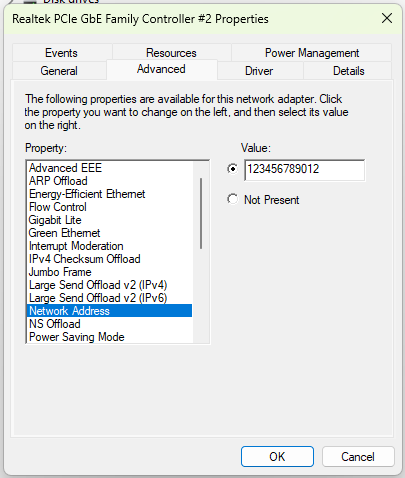 Disk drives
Realtek PCIe GbE Family Controller #2 Properties
Events Resources Power Management
General Advanced Driver Details
The following properties are available for this network adapter. Click
the property you want to change on the left, and then select its value
on the right.
Property:
Value:
Advanced EEE
ARP Offload
Energy-Efficient Ethernet
Flow Control
Gigabit Lite
Green Ethernet
Interrupt Moderation
IPv4 Checksum Offload
Jumbo Frame
Large Send Offload v2 (IPv4)
Large Send Offload v2 (IPv6)
Network Address
NS Offload
Power Saving Mode
123456789012
Not Present
OK Cancel